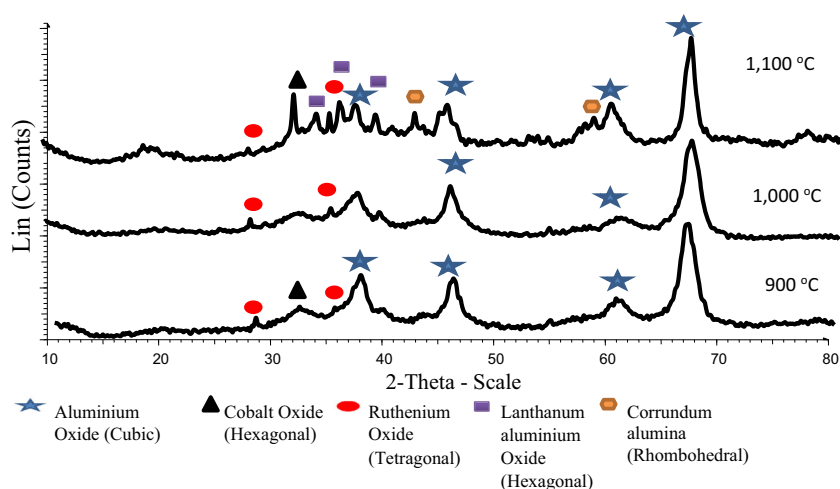 1,100 °C
1,000 °C
900 °C
Lin (Counts)
10 20 30 40 50 60 70 80
2-Theta - Scale
Aluminium
Oxide (Cubic)
Cobalt Oxide
(Hexagonal)
Ruthenium
Oxide
(Tetragonal)
Lanthanum
aluminium
Oxide
(Hexagonal)
Corrundum
alumina
(Rhombohedral)